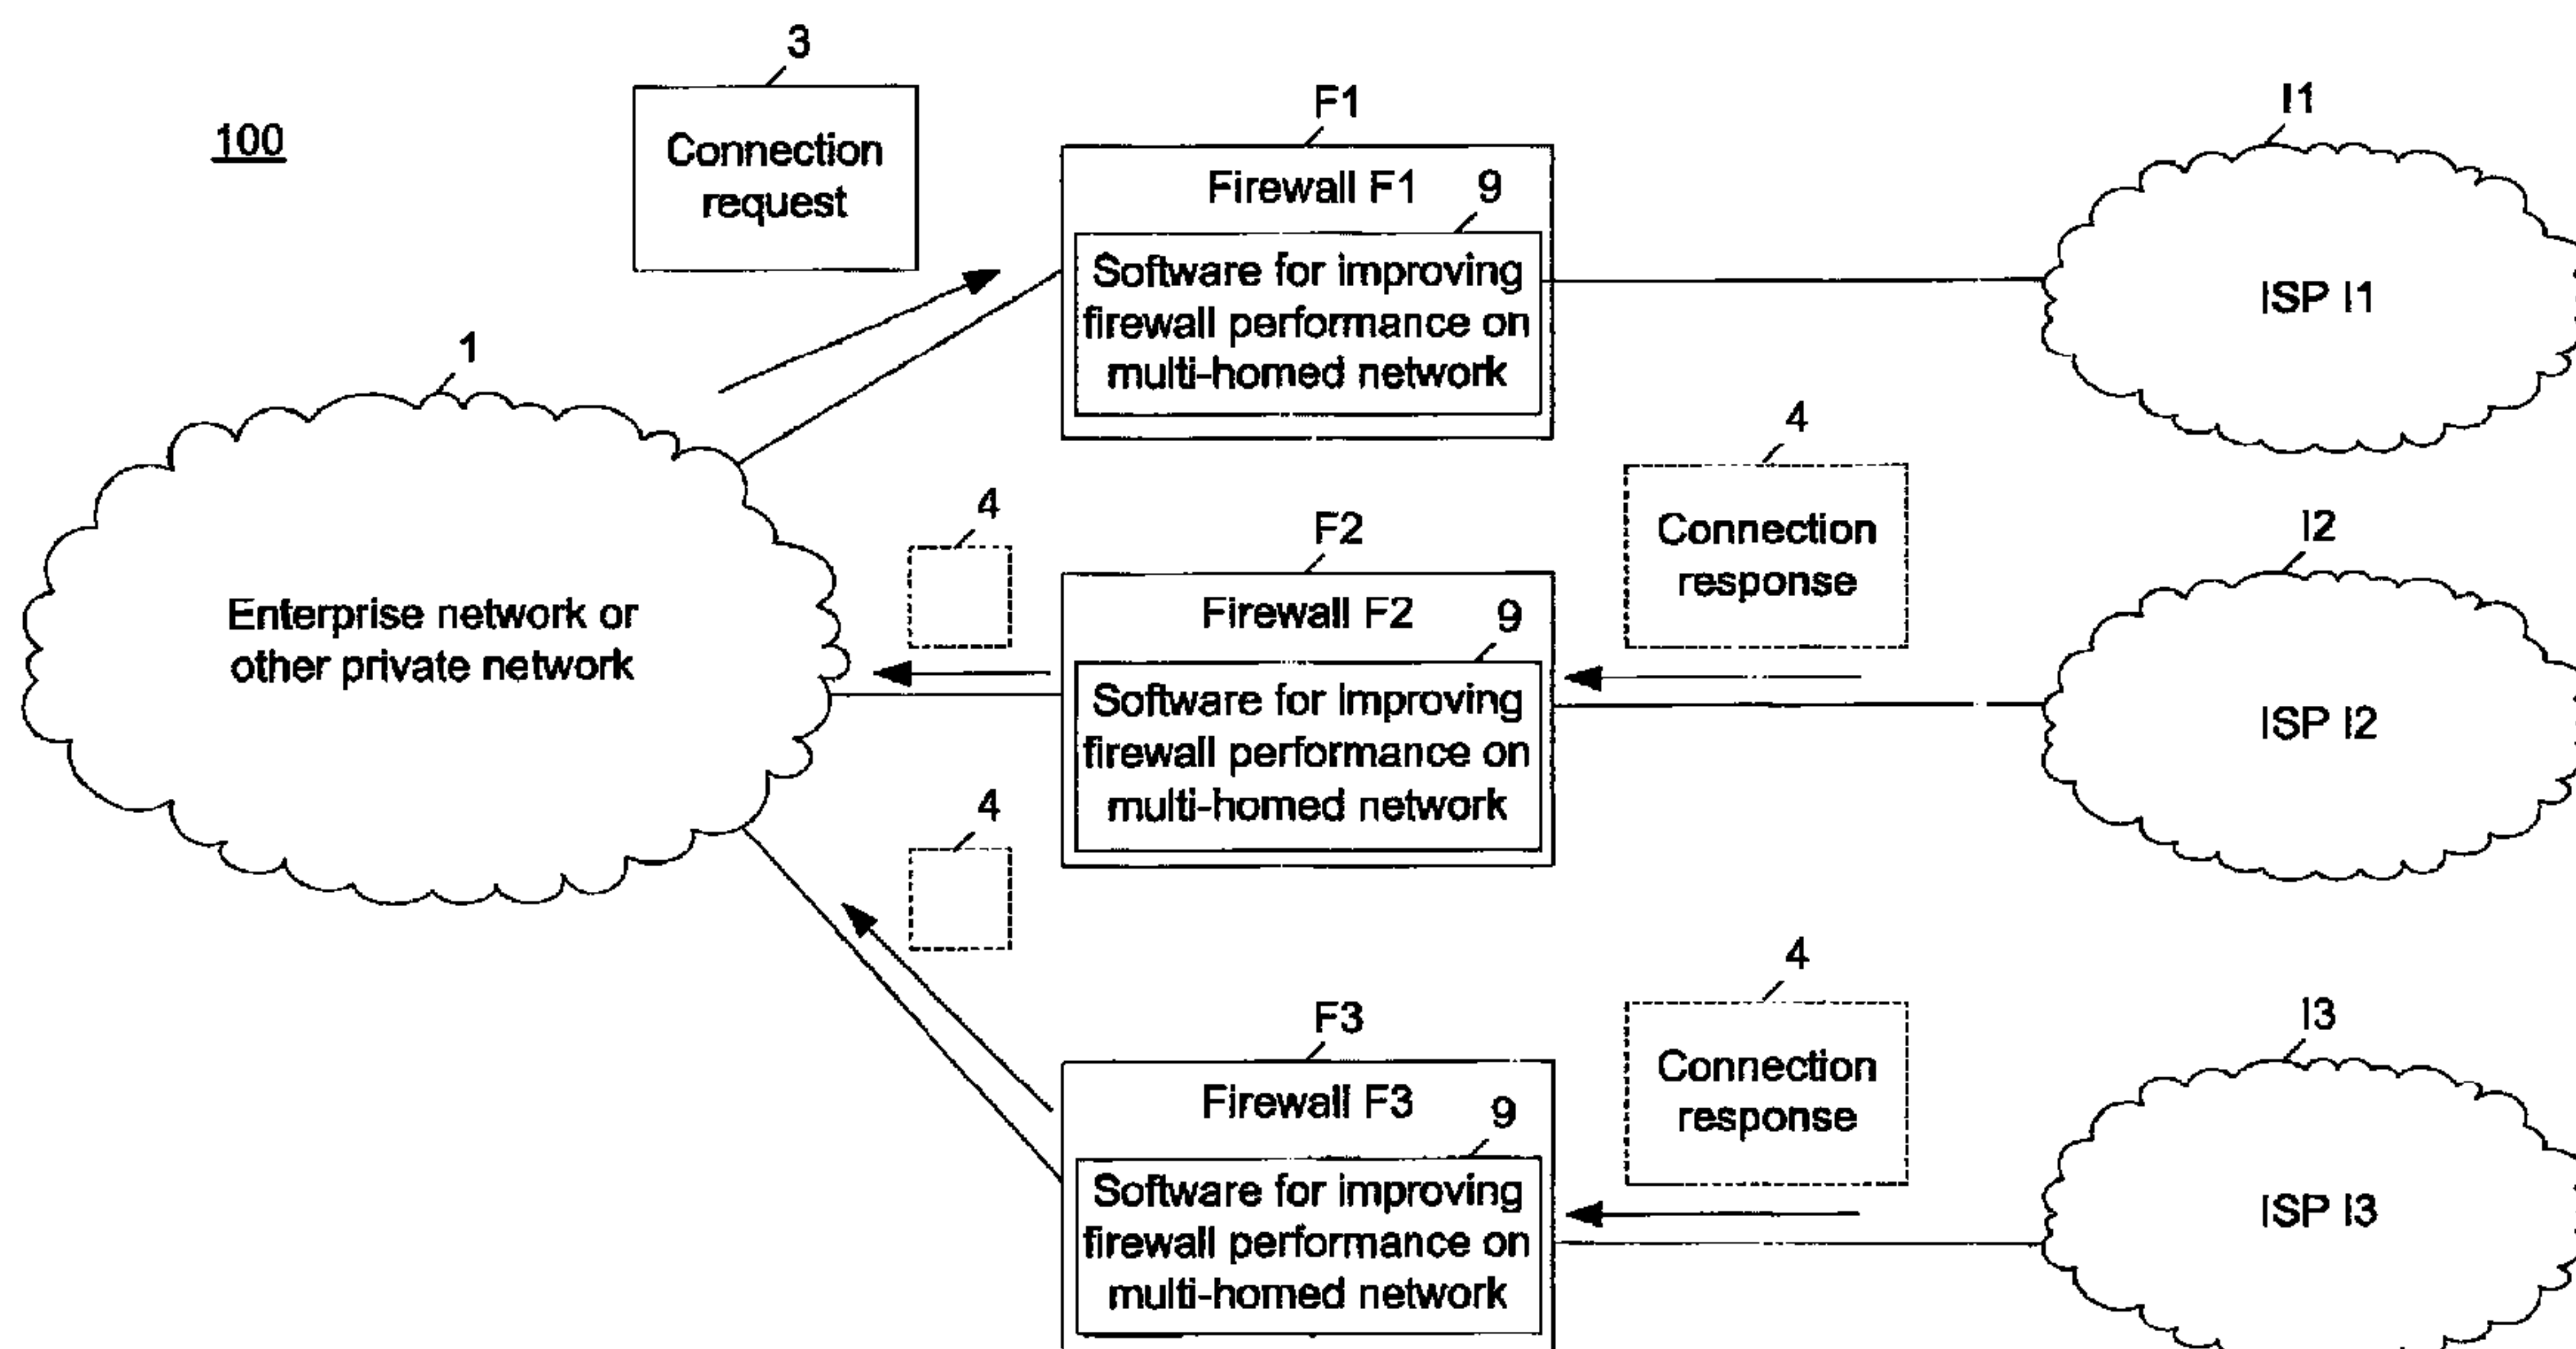 100
3
Connection
request
F1
Firewall F1
9
Software for improving
firewall performance on
multi-homed network
I1
ISP I1
1
Enterprise network or
other private network
4
4
Connection
response
F2
Firewall F2
9
Software for improving
firewall performance on
multi-homed network
I2
ISP I2
4
4
Connection
response
F3
Firewall F3
9
Software for improving
firewall performance on
multi-homed network
I3
ISP I3